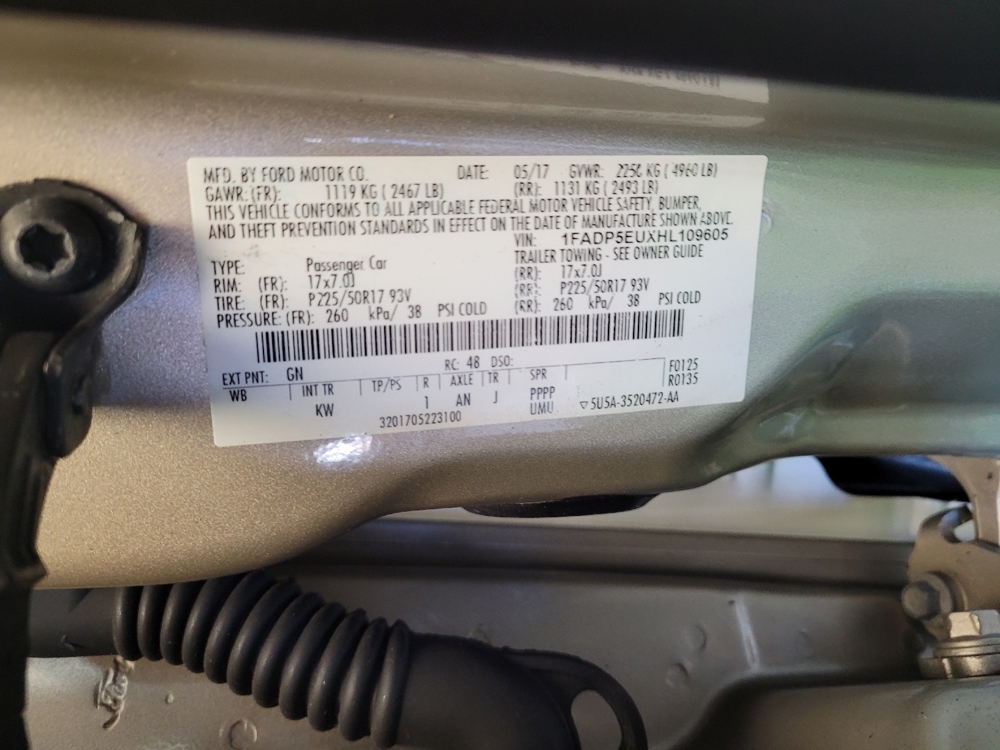 MFD. BY FORD MOTOR CO. DATE: 05/17 GVWR: 2250 KG ( 4960 LB)
GAWR:(FR): 1119 KG ( 2467 LB) (RR): 1131 KG ( 2493 LB)
THIS VEHICLE CONFORMS TO ALL APPLICABLE FEDERAL MOTOR VEHICLE SAFETY, BUMPER,
AND THEFT PREVENTION STANDARDS IN EFFECT ON THE DATE OF MANUFACTURE SHOWN ABOVE.
VIN: 1FADP5EUXHL109605
TYPE: Passenger Car TRAILER TOWING - SEE OWNER GUIDE
RIM: (FR): 17x7.0J (RR): 17x7.0J
TIRE: (FR): P225/50R17 93V (RR): P225/50R17 93V
PRESSURE: (FR): 260 kPa/ 38 PSI COLD (RR): 260 kPa/ 38 PSI COLD
EXT PNT: GN RC: 48 DSO: F0125
WB INT TR TP/PS R AXLE TR SPR R0135
KW 1 AN J PPPP
3201705223100 UMU ▽5U5A-3520472-AA
Ford